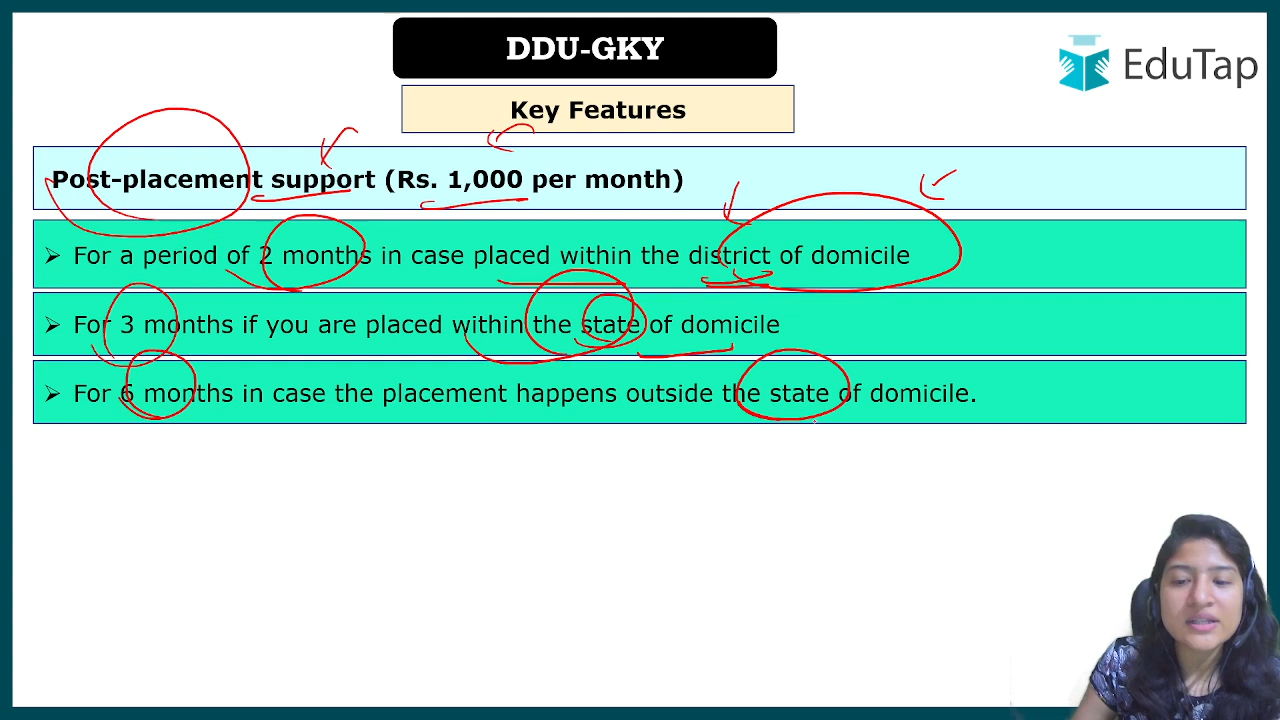 DDU-GKY
EduTap
Key Features
Post-placement support (Rs. 1,000 per month)
➢ For a period of 2 months in case placed within the district of domicile
➢ For 3 months if you are placed within the state of domicile
➢ For 6 months in case the placement happens outside the state of domicile.